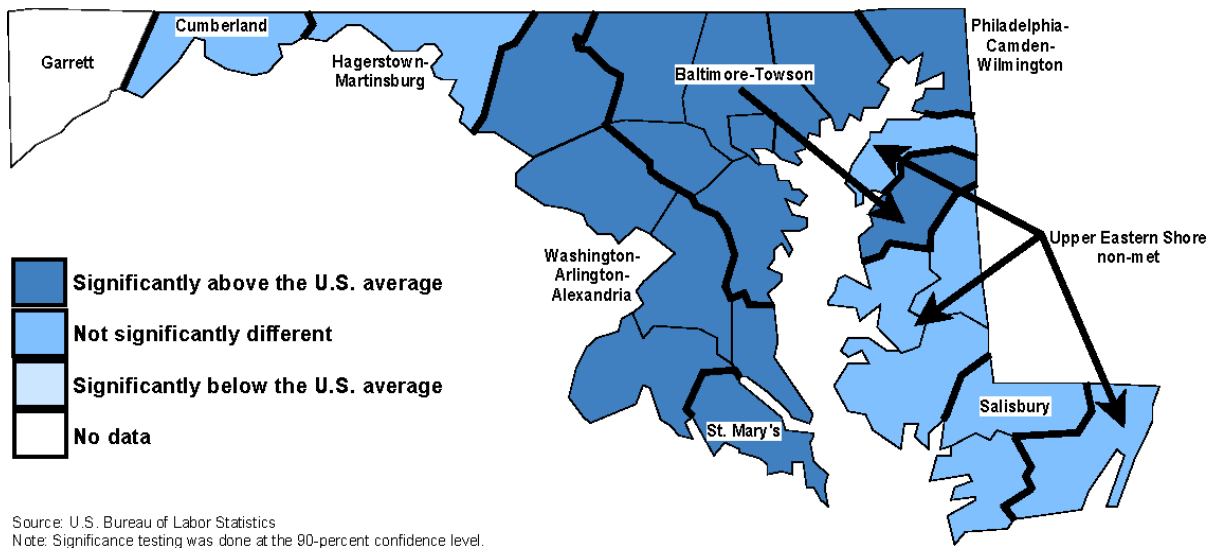 Cumberland
Garrett
Hagerstown-
Martinsburg
Baltimore-Towson
Philadelphia-
Camden-
Wilmington
Washington-
Arlington-
Alexandria
Upper Eastern Shore
non-met
St. Mary's
Salisbury
Significantly above the U.S. average
Not significantly different
Significantly below the U.S. average
No data
Source: U.S. Bureau of Labor Statistics
Note: Significance testing was done at the 90-percent confidence level.